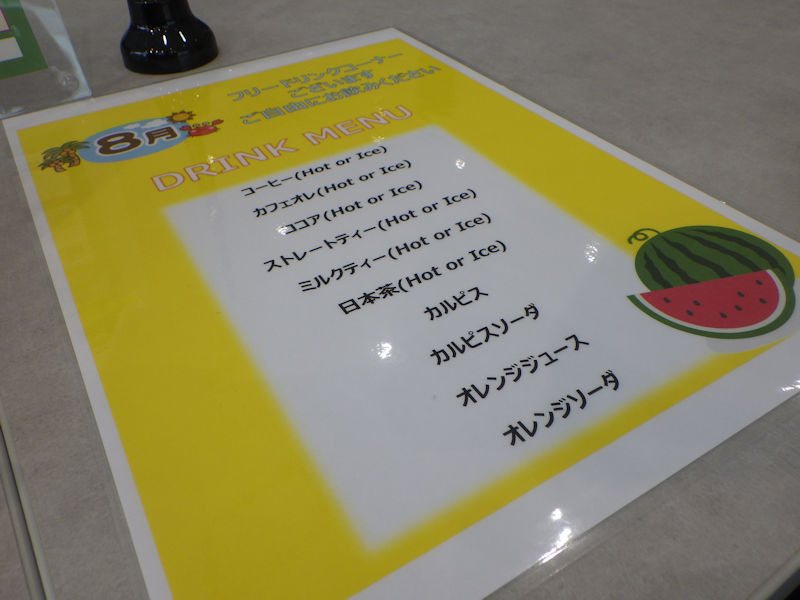 フリードリンクコーナー
ございます
ご自由にお飲みください
8月
DRINK MENU
コーヒー(Hot or Ice)
カフェオレ(Hot or Ice)
ココア(Hot or Ice)
ストレートティー(Hot or Ice)
ミルクティー(Hot or Ice)
日本茶(Hot or Ice)
カルピス
カルピスソーダ
オレンジジュース
オレンジソーダ